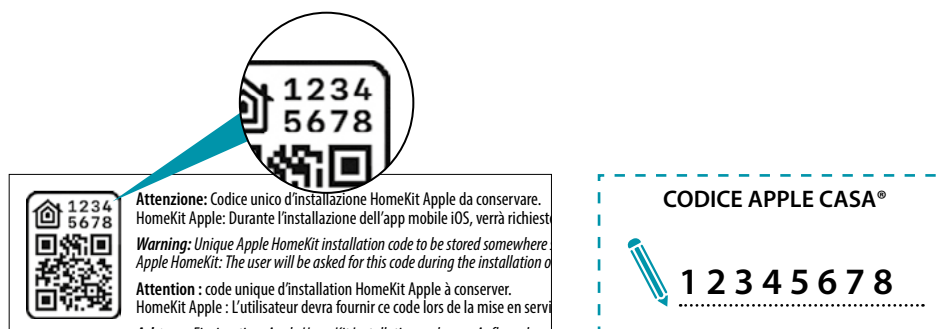 1234
5678
1234
5678
Attenzione: Codice unico d'installazione HomeKit Apple da conservare.
HomeKit Apple: Durante l'installazione dell'app mobile iOS, verrà richiest
Warning: Unique Apple HomeKit installation code to be stored somewhere
Apple HomeKit: The user will be asked for this code during the installation o
Attention : code unique d'installation HomeKit Apple à conserver.
HomeKit Apple : L'utilisateur devra fournir ce code lors de la mise en servi
CODICE APPLE CASA®
1 2 3 4 5 6 7 8